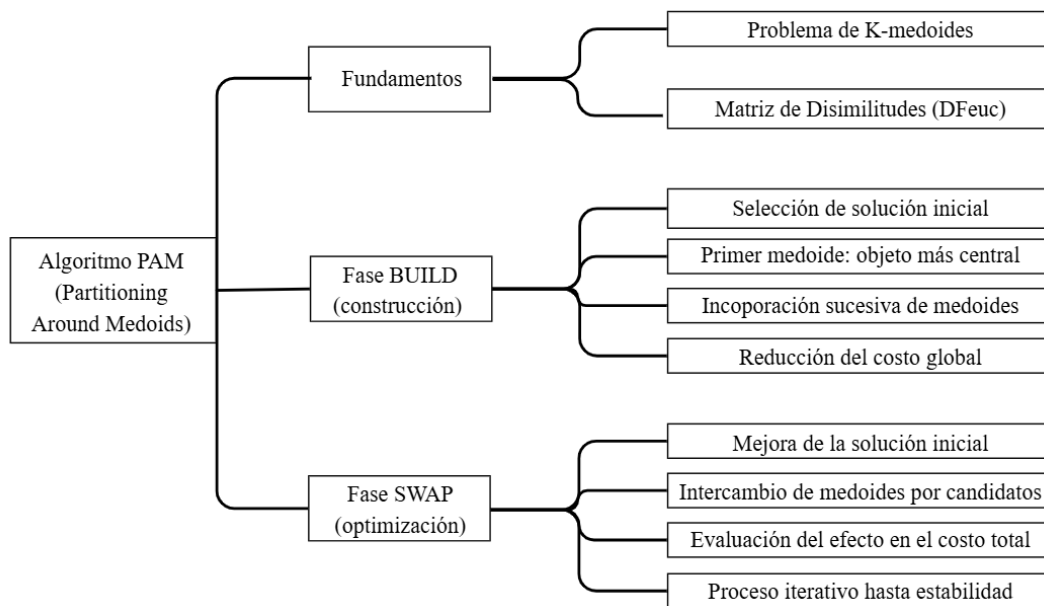 Problema de K-medoides
Fundamentos
Matriz de Disimilitudes (DFeuc)
Selección de solución inicial
Algoritmo PAM
(Partitioning
Around Medoids)
Fase BUILD
(construcción)
Primer medoide: objeto más central
Incoporación sucesiva de medoides
Reducción del costo global
Fase SWAP
(optimización)
Mejora de la solución inicial
Intercambio de medoides por candidatos
Evaluación del efecto en el costo total
Proceso iterativo hasta estabilidad